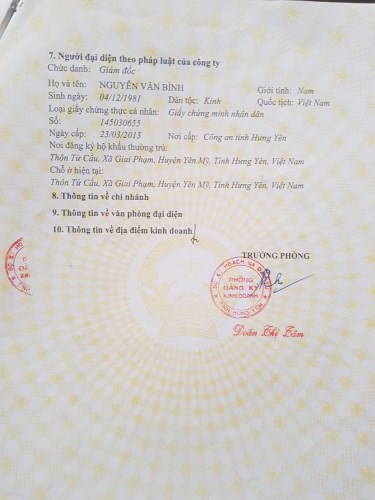 7. Người đại diện theo pháp luật của công ty
Chức danh: Giám đốc
Họ và tên: NGUYỄN VĂN BÌNH Giới tính: Nam
Sinh ngày: 04/12/1981 Dân tộc: Kinh Quốc tịch: Việt Nam
Loại giấy chứng thực cá nhân: Giấy chứng minh nhân dân
Số: 145030655
Ngày cấp: 23/03/2015 Nơi cấp: Công an tỉnh Hưng Yên
Nơi đăng ký hộ khẩu thường trú:
Thôn Tử Cầu, Xã Giai Phạm, Huyện Yên Mỹ, Tỉnh Hưng Yên, Việt Nam
Chỗ ở hiện tại:
Thôn Tử Cầu, Xã Giai Phạm, Huyện Yên Mỹ, Tỉnh Hưng Yên, Việt Nam
8. Thông tin về chi nhánh
9. Thông tin về văn phòng đại diện
10. Thông tin về địa điểm kinh doanh
TRƯỞNG PHÒNG
PHÒNG
ĐĂNG KÝ
KINH DOANH
Doãn Thị Tâm